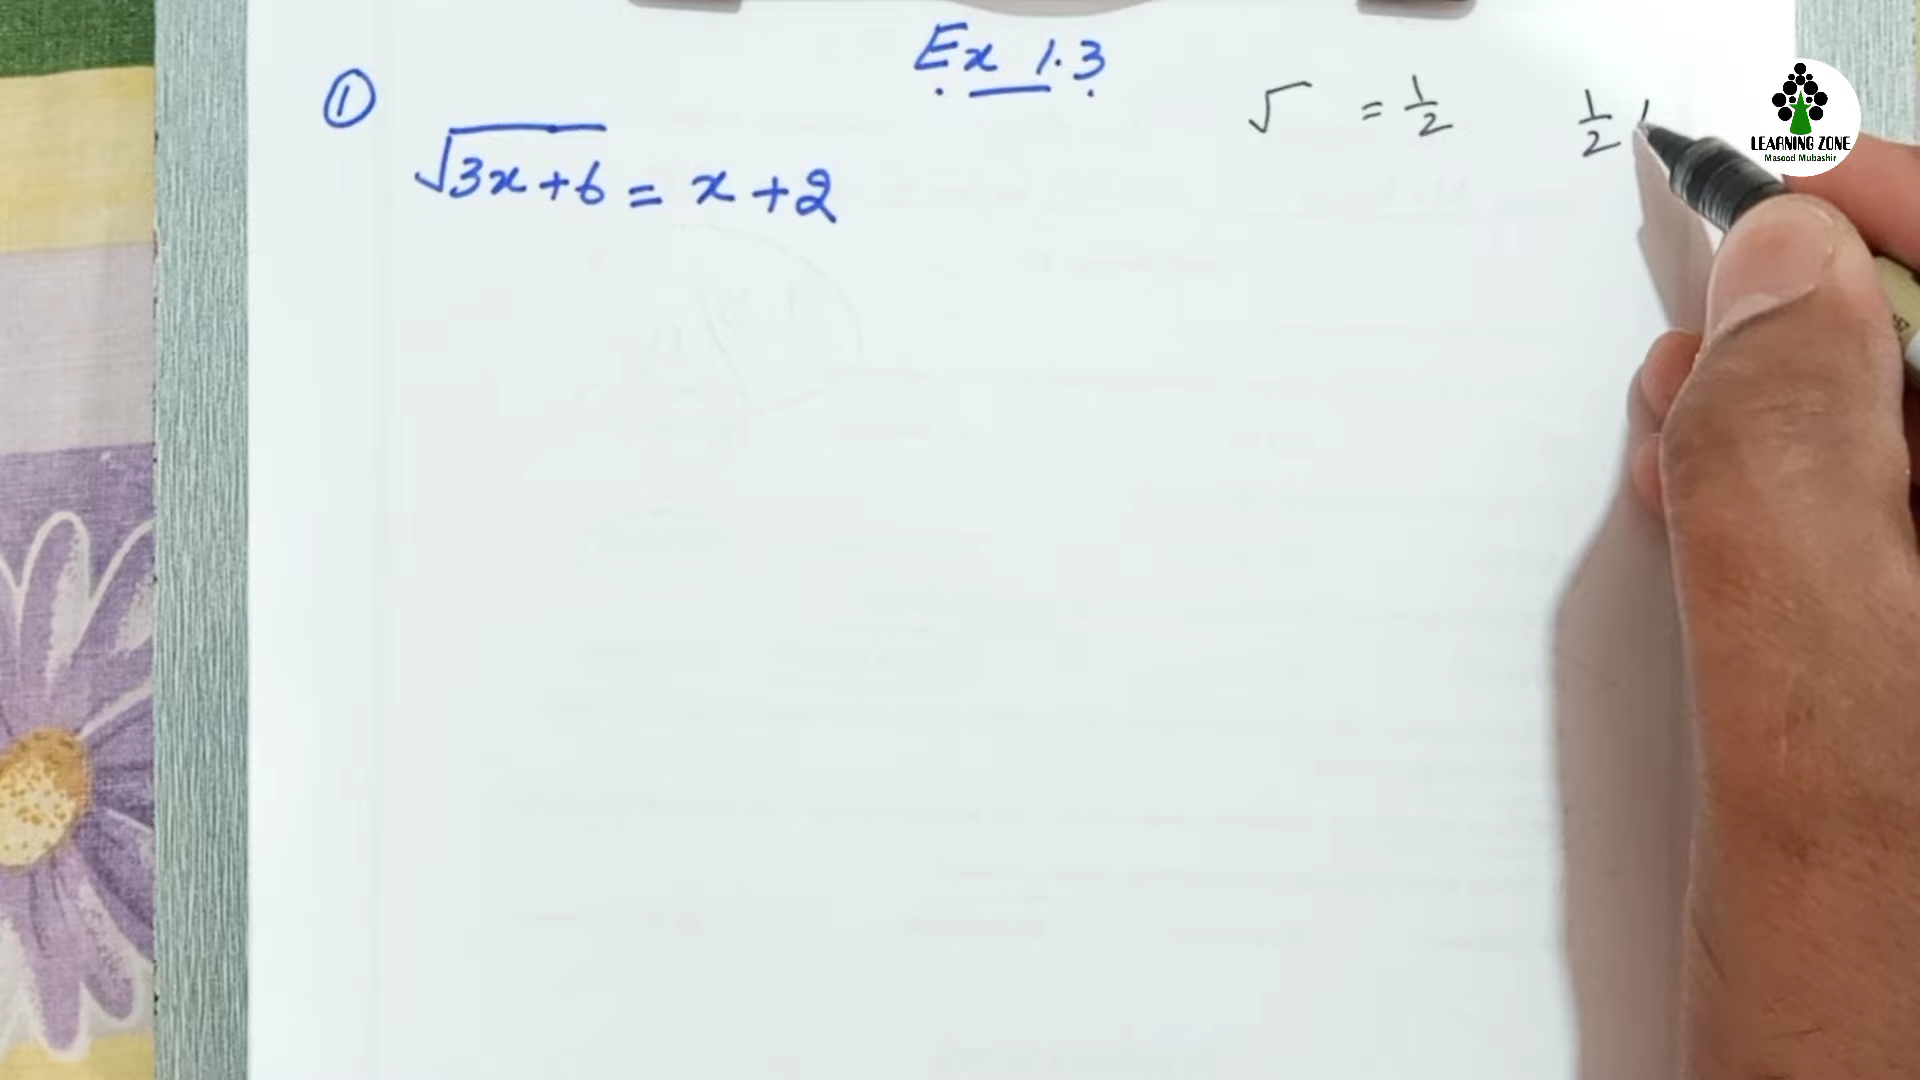 Ex 1.3
①
√3x+6 = x+2
√ = 1/2 1/2
LEARNING ZONE
Masood Mubashir